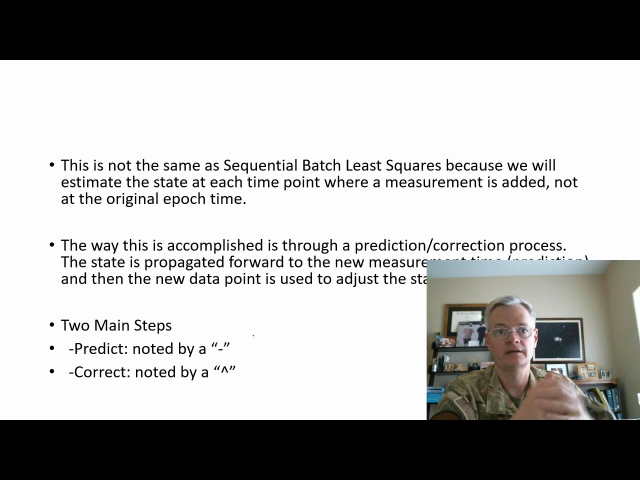 • This is not the same as Sequential Batch Least Squares because we will
estimate the state at each time point where a measurement is added, not
at the original epoch time.
• The way this is accomplished is through a prediction/correction process.
The state is propagated forward to the new measurement time (prediction)
and then the new data point is used to adjust the
• Two Main Steps
• -Predict: noted by a “-”
• -Correct: noted by a “^”